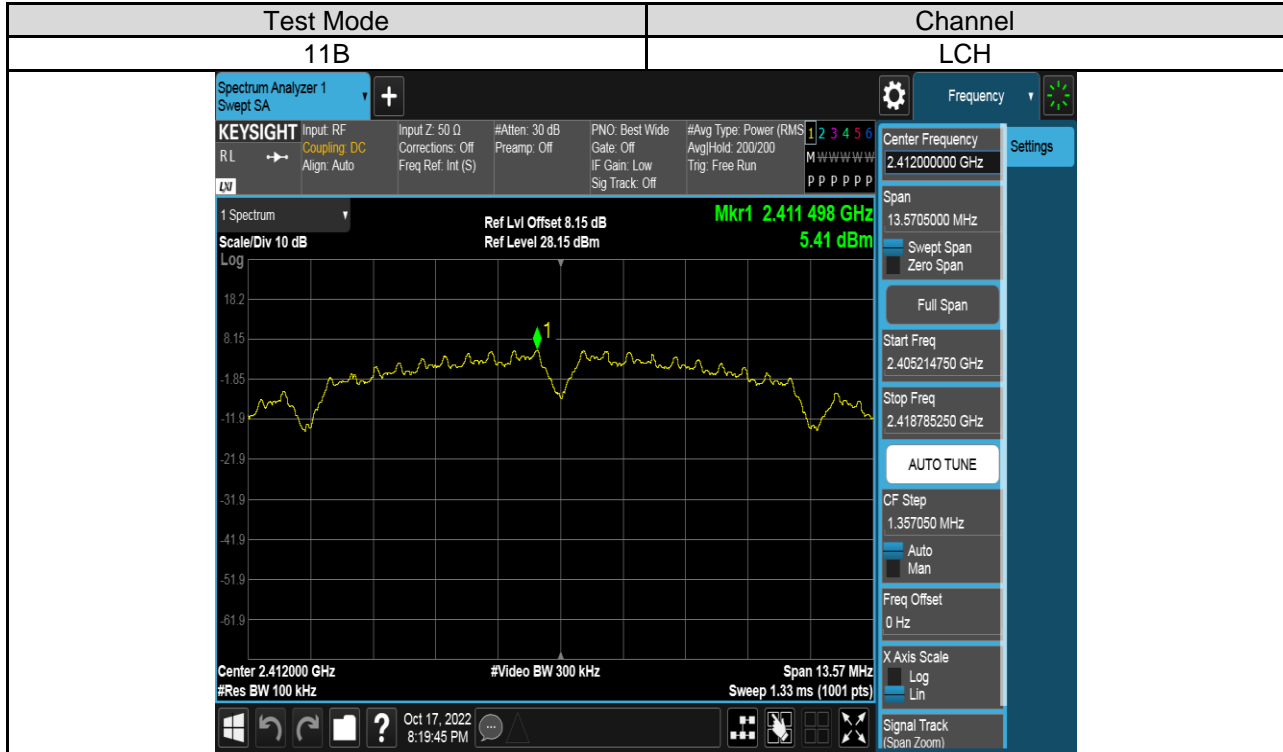 Test Mode Channel
11B LCH
Spectrum Analyzer 1
Swept SA
+
Frequency
KEYSIGHT
RL
LXI
Input: RF
Coupling: DC
Align: Auto
Input Z: 50 Ω
Corrections: Off
Freq Ref: Int (S)
#Atten: 30 dB
Preamp: Off
PNO: Best Wide
Gate: Off
IF Gain: Low
Sig Track: Off
#Avg Type: Power (RMS
Avg|Hold: 200/200
Trig: Free Run
1 2 3 4 5 6
M W W W W W
P P P P P P
1 Spectrum
Scale/Div 10 dB
Ref Lvl Offset 8.15 dB
Ref Level 28.15 dBm
Mkr1 2.411 498 GHz
5.41 dBm
Log
18.2
8.15
-1.85
-11.9
-21.9
-31.9
-41.9
-51.9
-61.9
1
Center 2.412000 GHz
#Res BW 100 kHz
#Video BW 300 kHz
Span 13.57 MHz
Sweep 1.33 ms (1001 pts)
Center Frequency
2.412000000 GHz
Settings
Span
13.5705000 MHz
Swept Span
Zero Span
Full Span
Start Freq
2.405214750 GHz
Stop Freq
2.418785250 GHz
AUTO TUNE
CF Step
1.357050 MHz
Auto
Man
Freq Offset
0 Hz
X Axis Scale
Log
Lin
Signal Track
(Span Zoom)
?
Oct 17, 2022
8:19:45 PM